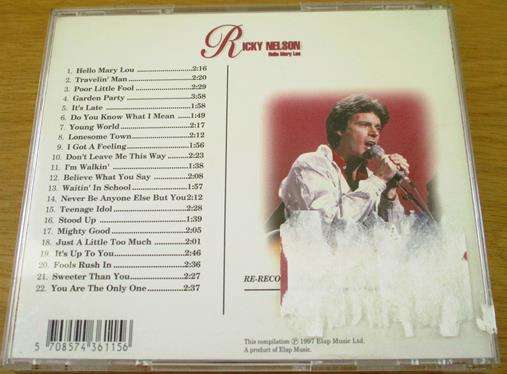 RICKY NELSON
Hello Mary Lou
1. Hello Mary Lou ....................2:16
2. Travelin' Man ......................2:20
3. Poor Little Fool ...................2:29
4. Garden Party .......................3:58
5. It's Late ..............................1:58
6. Do You Know What I Mean ......1:49
7. Young World .........................2:17
8. Lonesome Town ....................2:12
9. I Got A Feeling......................1:56
10. Don't Leave Me This Way ........2:23
11. I'm Walkin' ...........................1:38
12. Believe What You Say ............2:08
13. Waitin' In School...................1:57
14. Never Be Anyone Else But You 2:12
15. Teenage Idol.........................2:28
16. Stood Up ..............................1:39
17. Mighty Good .........................2:05
18. Just A Little Too Much ...........2:01
19. It's Up To You........................2:46
20. Fools Rush In ........................2:36
21. Sweeter Than You ..................2:27
22. You Are The Only One.............2:37
RE-RECO
This compilation ℗ 1997 Elap Music Ltd.
A product of Elap Music.
5 708574 361156